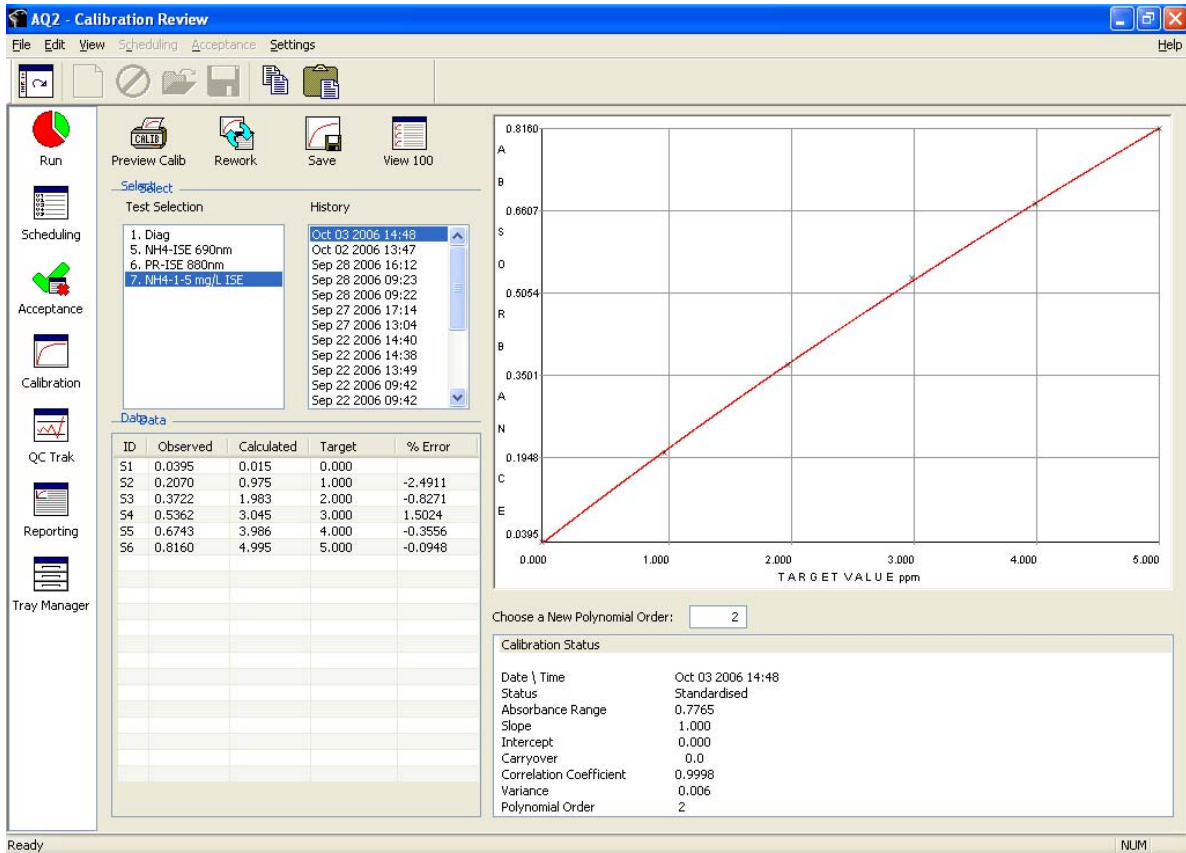 AQ2 - Calibration Review
File Edit View Scheduling Acceptance Settings Help
Run
Scheduling
Acceptance
Calibration
QC Trak
Reporting
Tray Manager
CALIB
Preview Calib Rework Save View 100
Select Select
Test Selection
1. Diag
5. NH4-ISE 690nm
6. PR-ISE 880nm
7. NH4-1-5 mg/L ISE
History
Oct 03 2006 14:48
Oct 02 2006 13:47
Sep 28 2006 16:12
Sep 28 2006 09:23
Sep 28 2006 09:22
Sep 27 2006 17:14
Sep 27 2006 13:04
Sep 22 2006 14:40
Sep 22 2006 14:38
Sep 22 2006 13:49
Sep 22 2006 09:42
Sep 22 2006 09:42
Data Data
ID Observed Calculated Target % Error
S1 0.0395 0.015 0.000
S2 0.2070 0.975 1.000 -2.4911
S3 0.3722 1.983 2.000 -0.8271
S4 0.5362 3.045 3.000 1.5024
S5 0.6743 3.986 4.000 -0.3556
S6 0.8160 4.995 5.000 -0.0948
ABSORBANCE
0.8160
0.6607
0.5054
0.3501
0.1948
0.0395
0.000 1.000 2.000 3.000 4.000 5.000
TARGET VALUE ppm
Choose a New Polynomial Order: 2
Calibration Status
Date \ Time Oct 03 2006 14:48
Status Standardised
Absorbance Range 0.7765
Slope 1.000
Intercept 0.000
Carryover 0.0
Correlation Coefficient 0.9998
Variance 0.006
Polynomial Order 2
Ready NUM